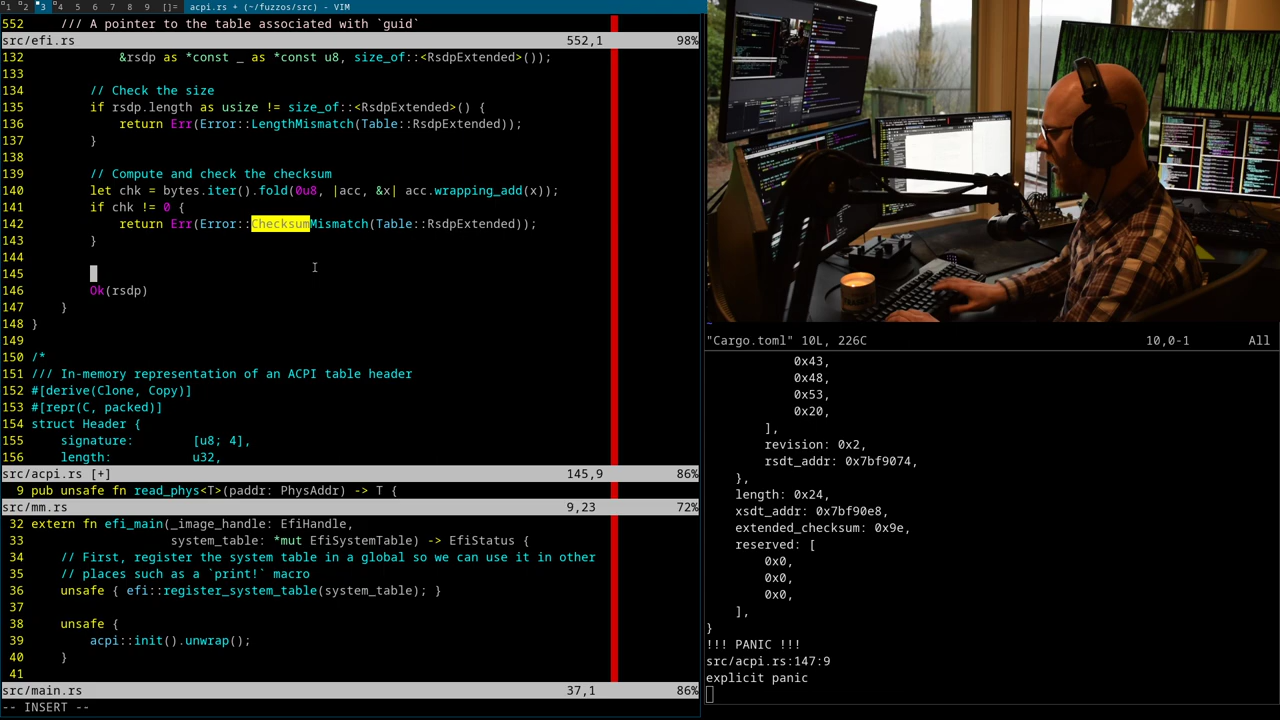 1 2 3 4 5 6 7 8 9 []= acpi.rs + (~/fuzzos/src) - VIM
552     /// A pointer to the table associated with `guid`
src/efi.rs 552,1 98%
132             &rsdp as *const _ as *const u8, size_of::<RsdpExtended>());
133
134         // Check the size
135         if rsdp.length as usize != size_of::<RsdpExtended>() {
136             return Err(Error::LengthMismatch(Table::RsdpExtended));
137         }
138
139         // Compute and check the checksum
140         let chk = bytes.iter().fold(0u8, |acc, &x| acc.wrapping_add(x));
141         if chk != 0 {
142             return Err(Error::ChecksumMismatch(Table::RsdpExtended));
143         }
144
145
146         Ok(rsdp)
147     }
148 }
149
150 /*
151 /// In-memory representation of an ACPI table header
152 #[derive(Clone, Copy)]
153 #[repr(C, packed)]
154 struct Header {
155     signature:        [u8; 4],
156     length:           u32,
src/acpi.rs [+] 145,9 86%
9 pub unsafe fn read_phys<T>(paddr: PhysAddr) -> T {
src/mm.rs 9,23 72%
32 extern fn efi_main(_image_handle: EfiHandle,
33                    system_table: *mut EfiSystemTable) -> EfiStatus {
34     // First, register the system table in a global so we can use it in other
35     // places such as a `print!` macro
36     unsafe { efi::register_system_table(system_table); }
37
38     unsafe {
39         acpi::init().unwrap();
40     }
41
src/main.rs 37,1 86%
-- INSERT --
"Cargo.toml" 10L, 226C 10,0-1 All
0x43,
0x48,
0x53,
0x20,
],
revision: 0x2,
rsdt_addr: 0x7bf9074,
},
length: 0x24,
xsdt_addr: 0x7bf90e8,
extended_checksum: 0x9e,
reserved: [
0x0,
0x0,
0x0,
],
}
!!! PANIC !!!
src/acpi.rs:147:9
explicit panic